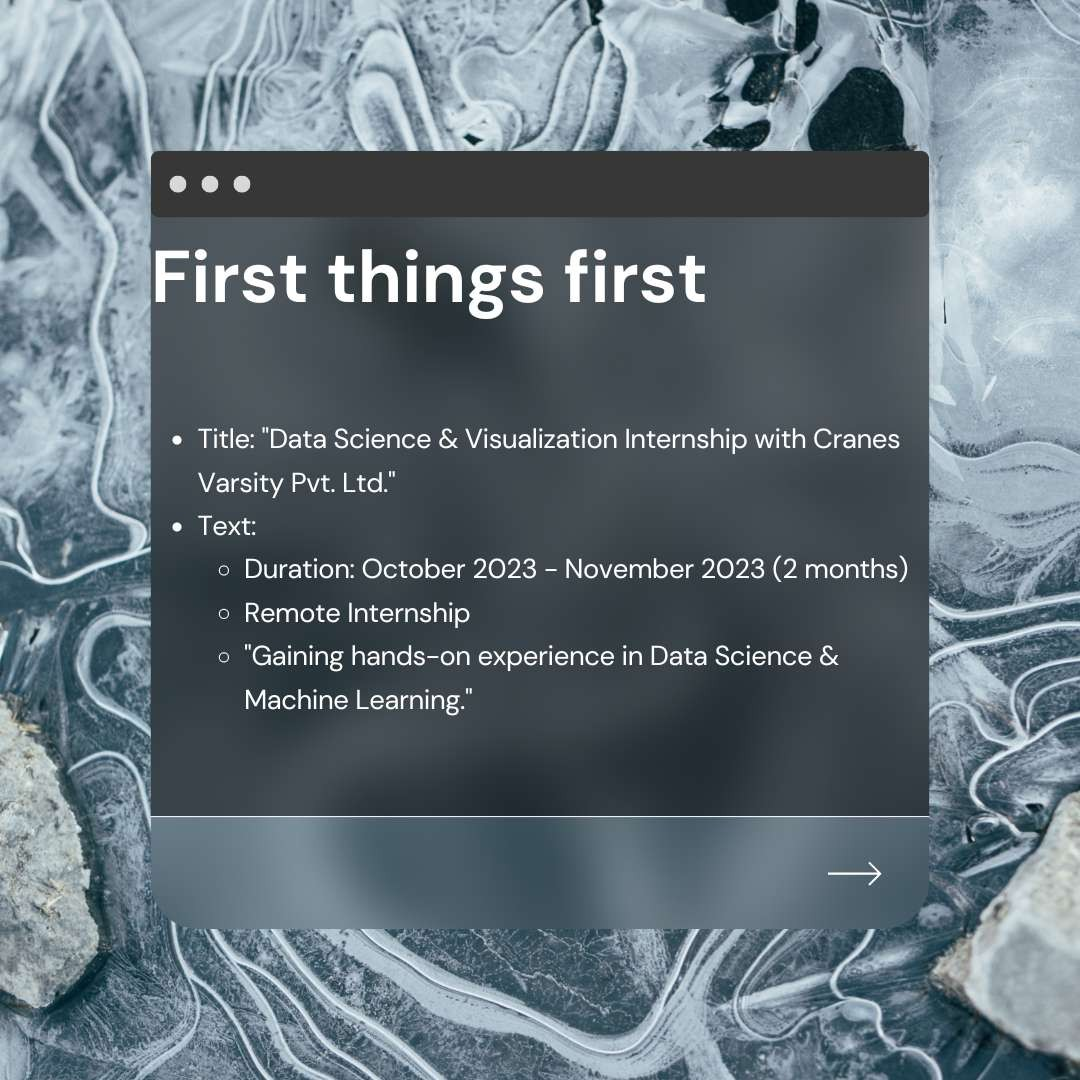 First things first
Title: "Data Science & Visualization Internship with Cranes
Varsity Pvt. Ltd."
Text:
Duration: October 2023 – November 2023 (2 months)
Remote Internship
"Gaining hands-on experience in Data Science &
Machine Learning."